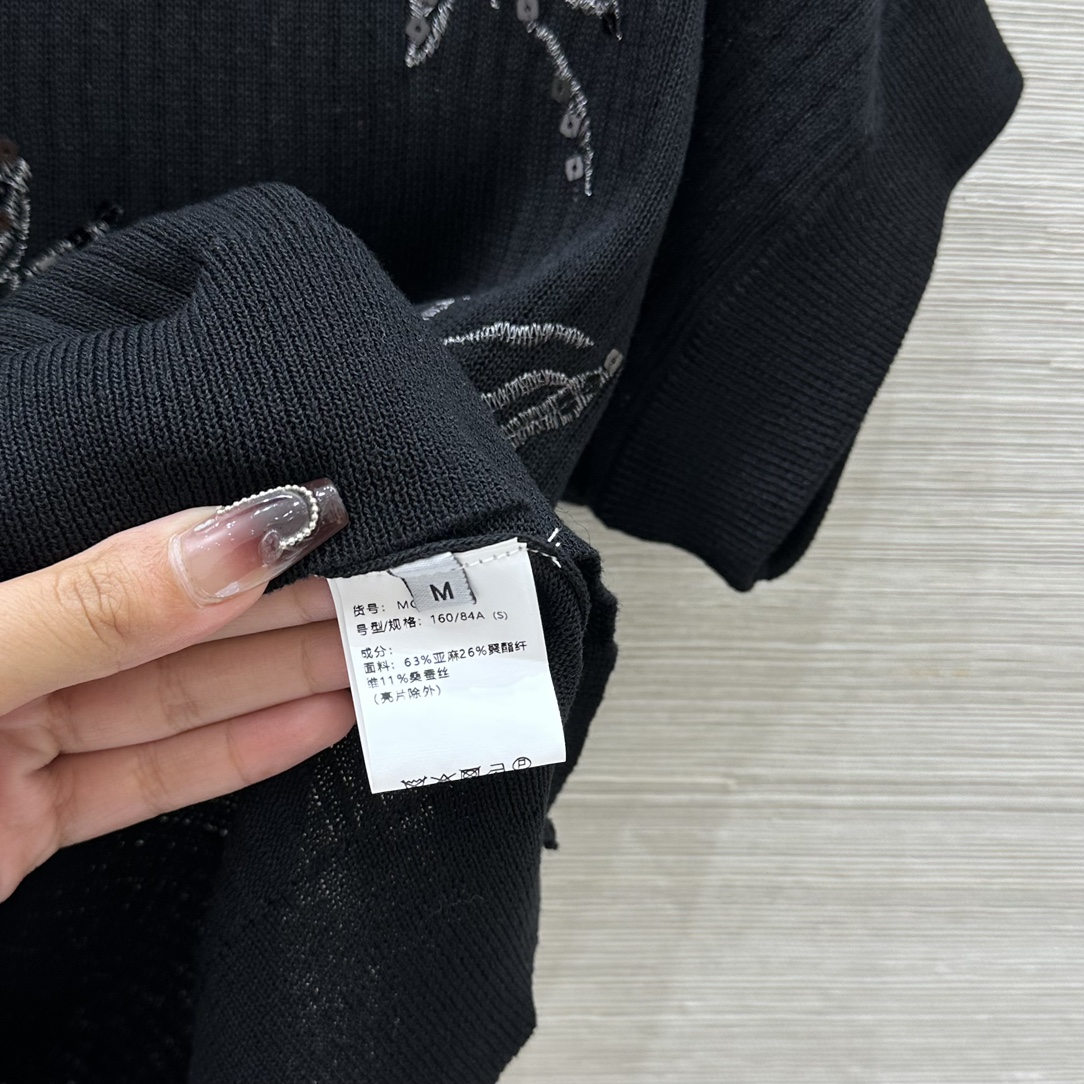 M
货号: MC
号型/规格: 160/84A (S)
成分:
面料: 63%亚麻26%聚酯纤
维11%桑蚕丝
(亮片除外)